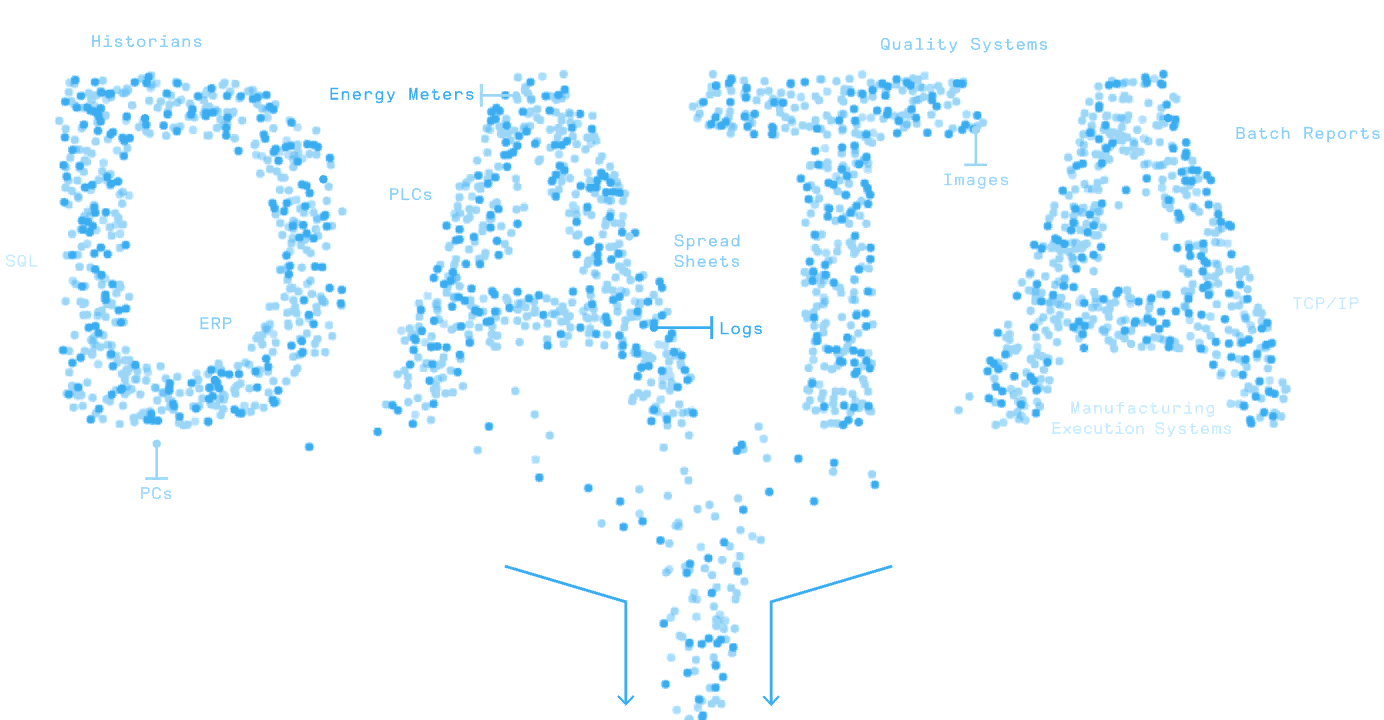 Historians
Quality Systems
DATA
Energy Meters
Batch Reports
Images
PLCs
Spread
Sheets
SQL
TCP/IP
ERP
Logs
Manufacturing
Execution Systems
PCs